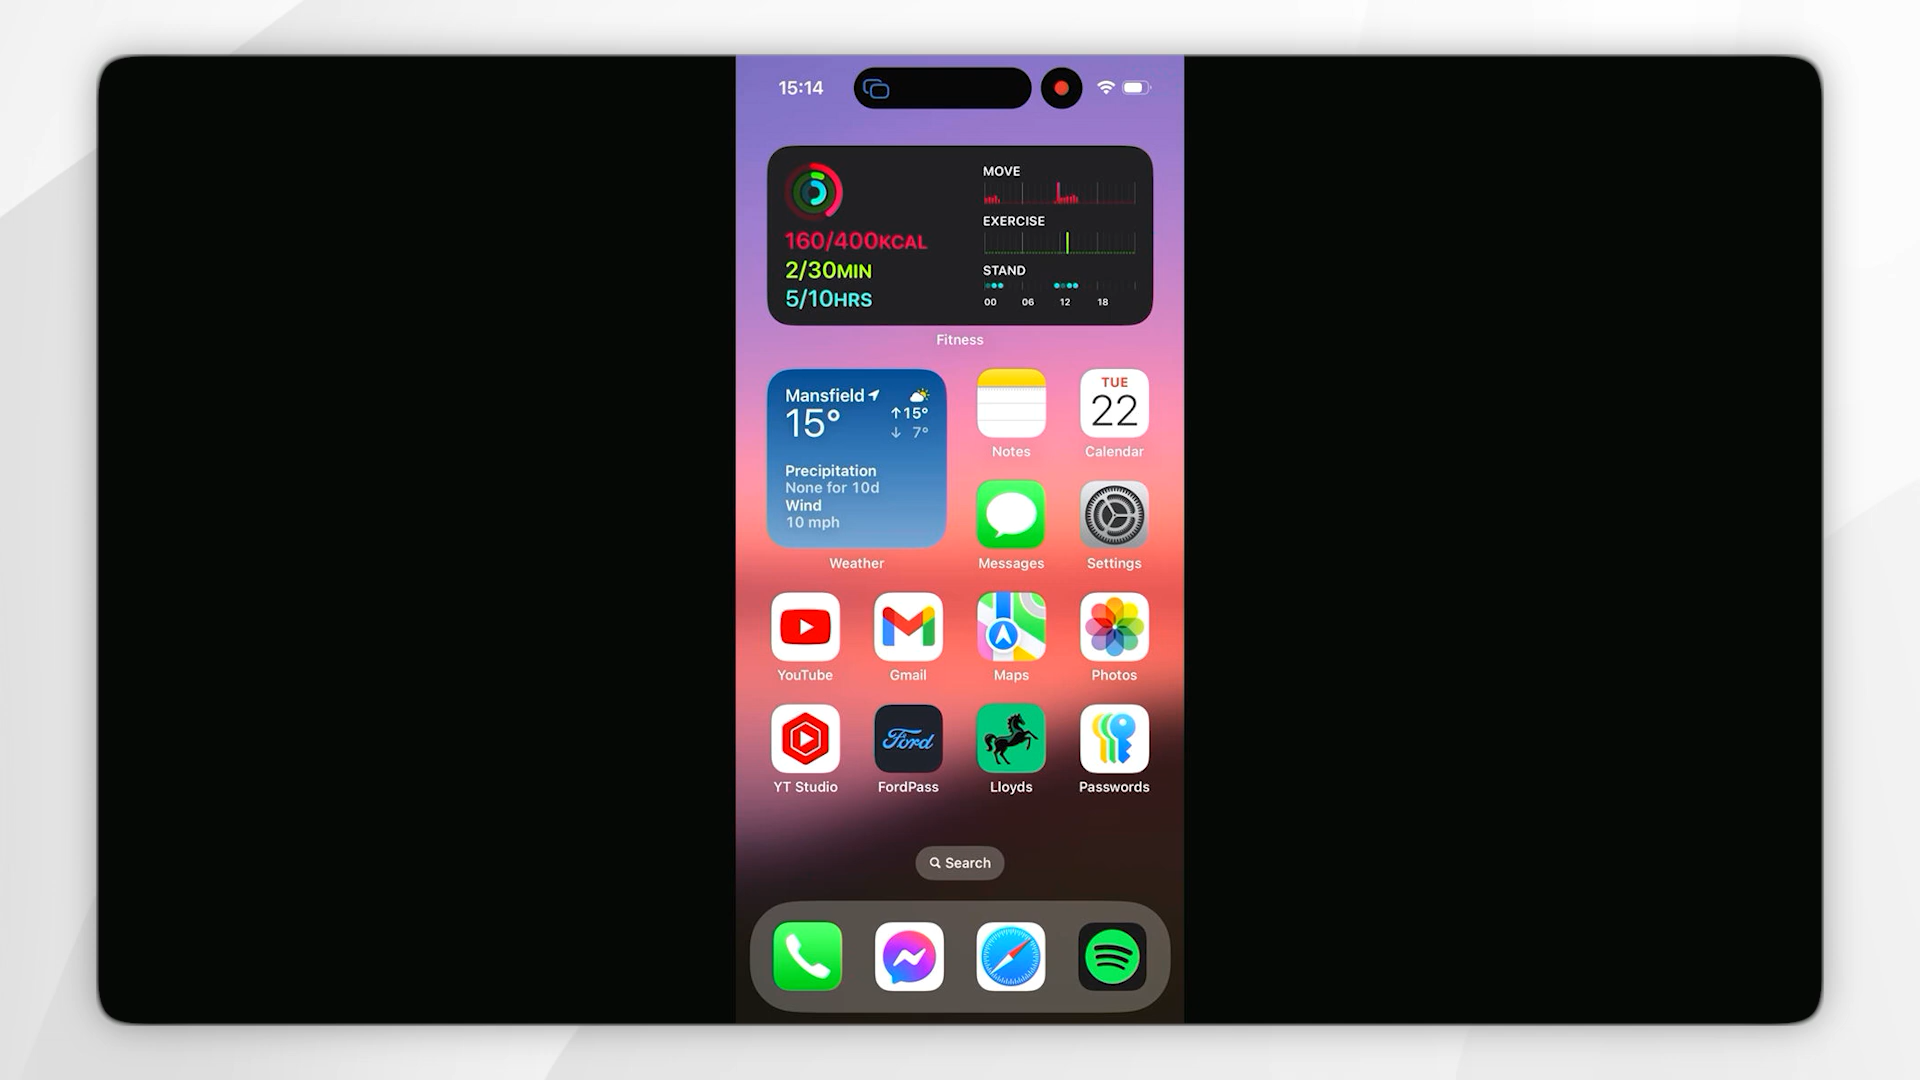 15:14
MOVE
EXERCISE
160/400KCAL
2/30MIN
5/10HRS
STAND
00 06 12 18
Fitness
Mansfield
15°
↑15°
↓ 7°
Precipitation
None for 10d
Wind
10 mph
Weather
Notes
TUE
22
Calendar
Messages
Settings
YouTube
Gmail
Maps
Photos
Ford
YT Studio
FordPass
Lloyds
Passwords
Search